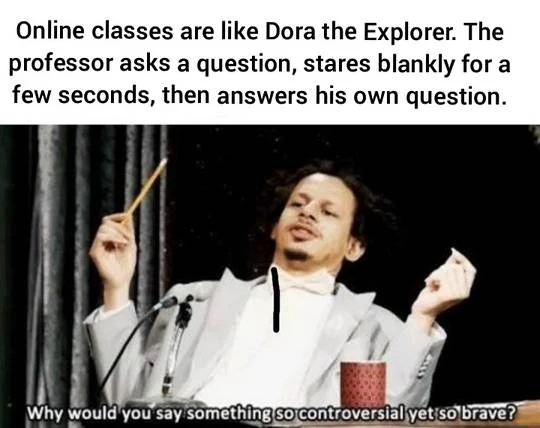 Online classes are like Dora the Explorer. The
professor asks a question, stares blankly for a
few seconds, then answers his own question.
Why would you say something so controversial yet so brave?